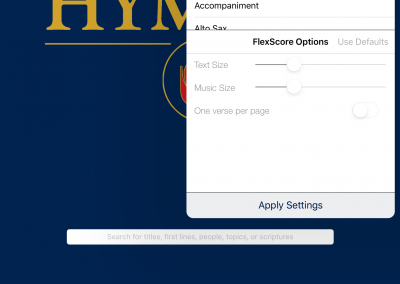 HYM
Accompaniment
Alto Sax
FlexScore Options Use Defaults
Text Size
Music Size
One verse per page
Apply Settings
Search for titles, first lines, people, topics, or scriptures